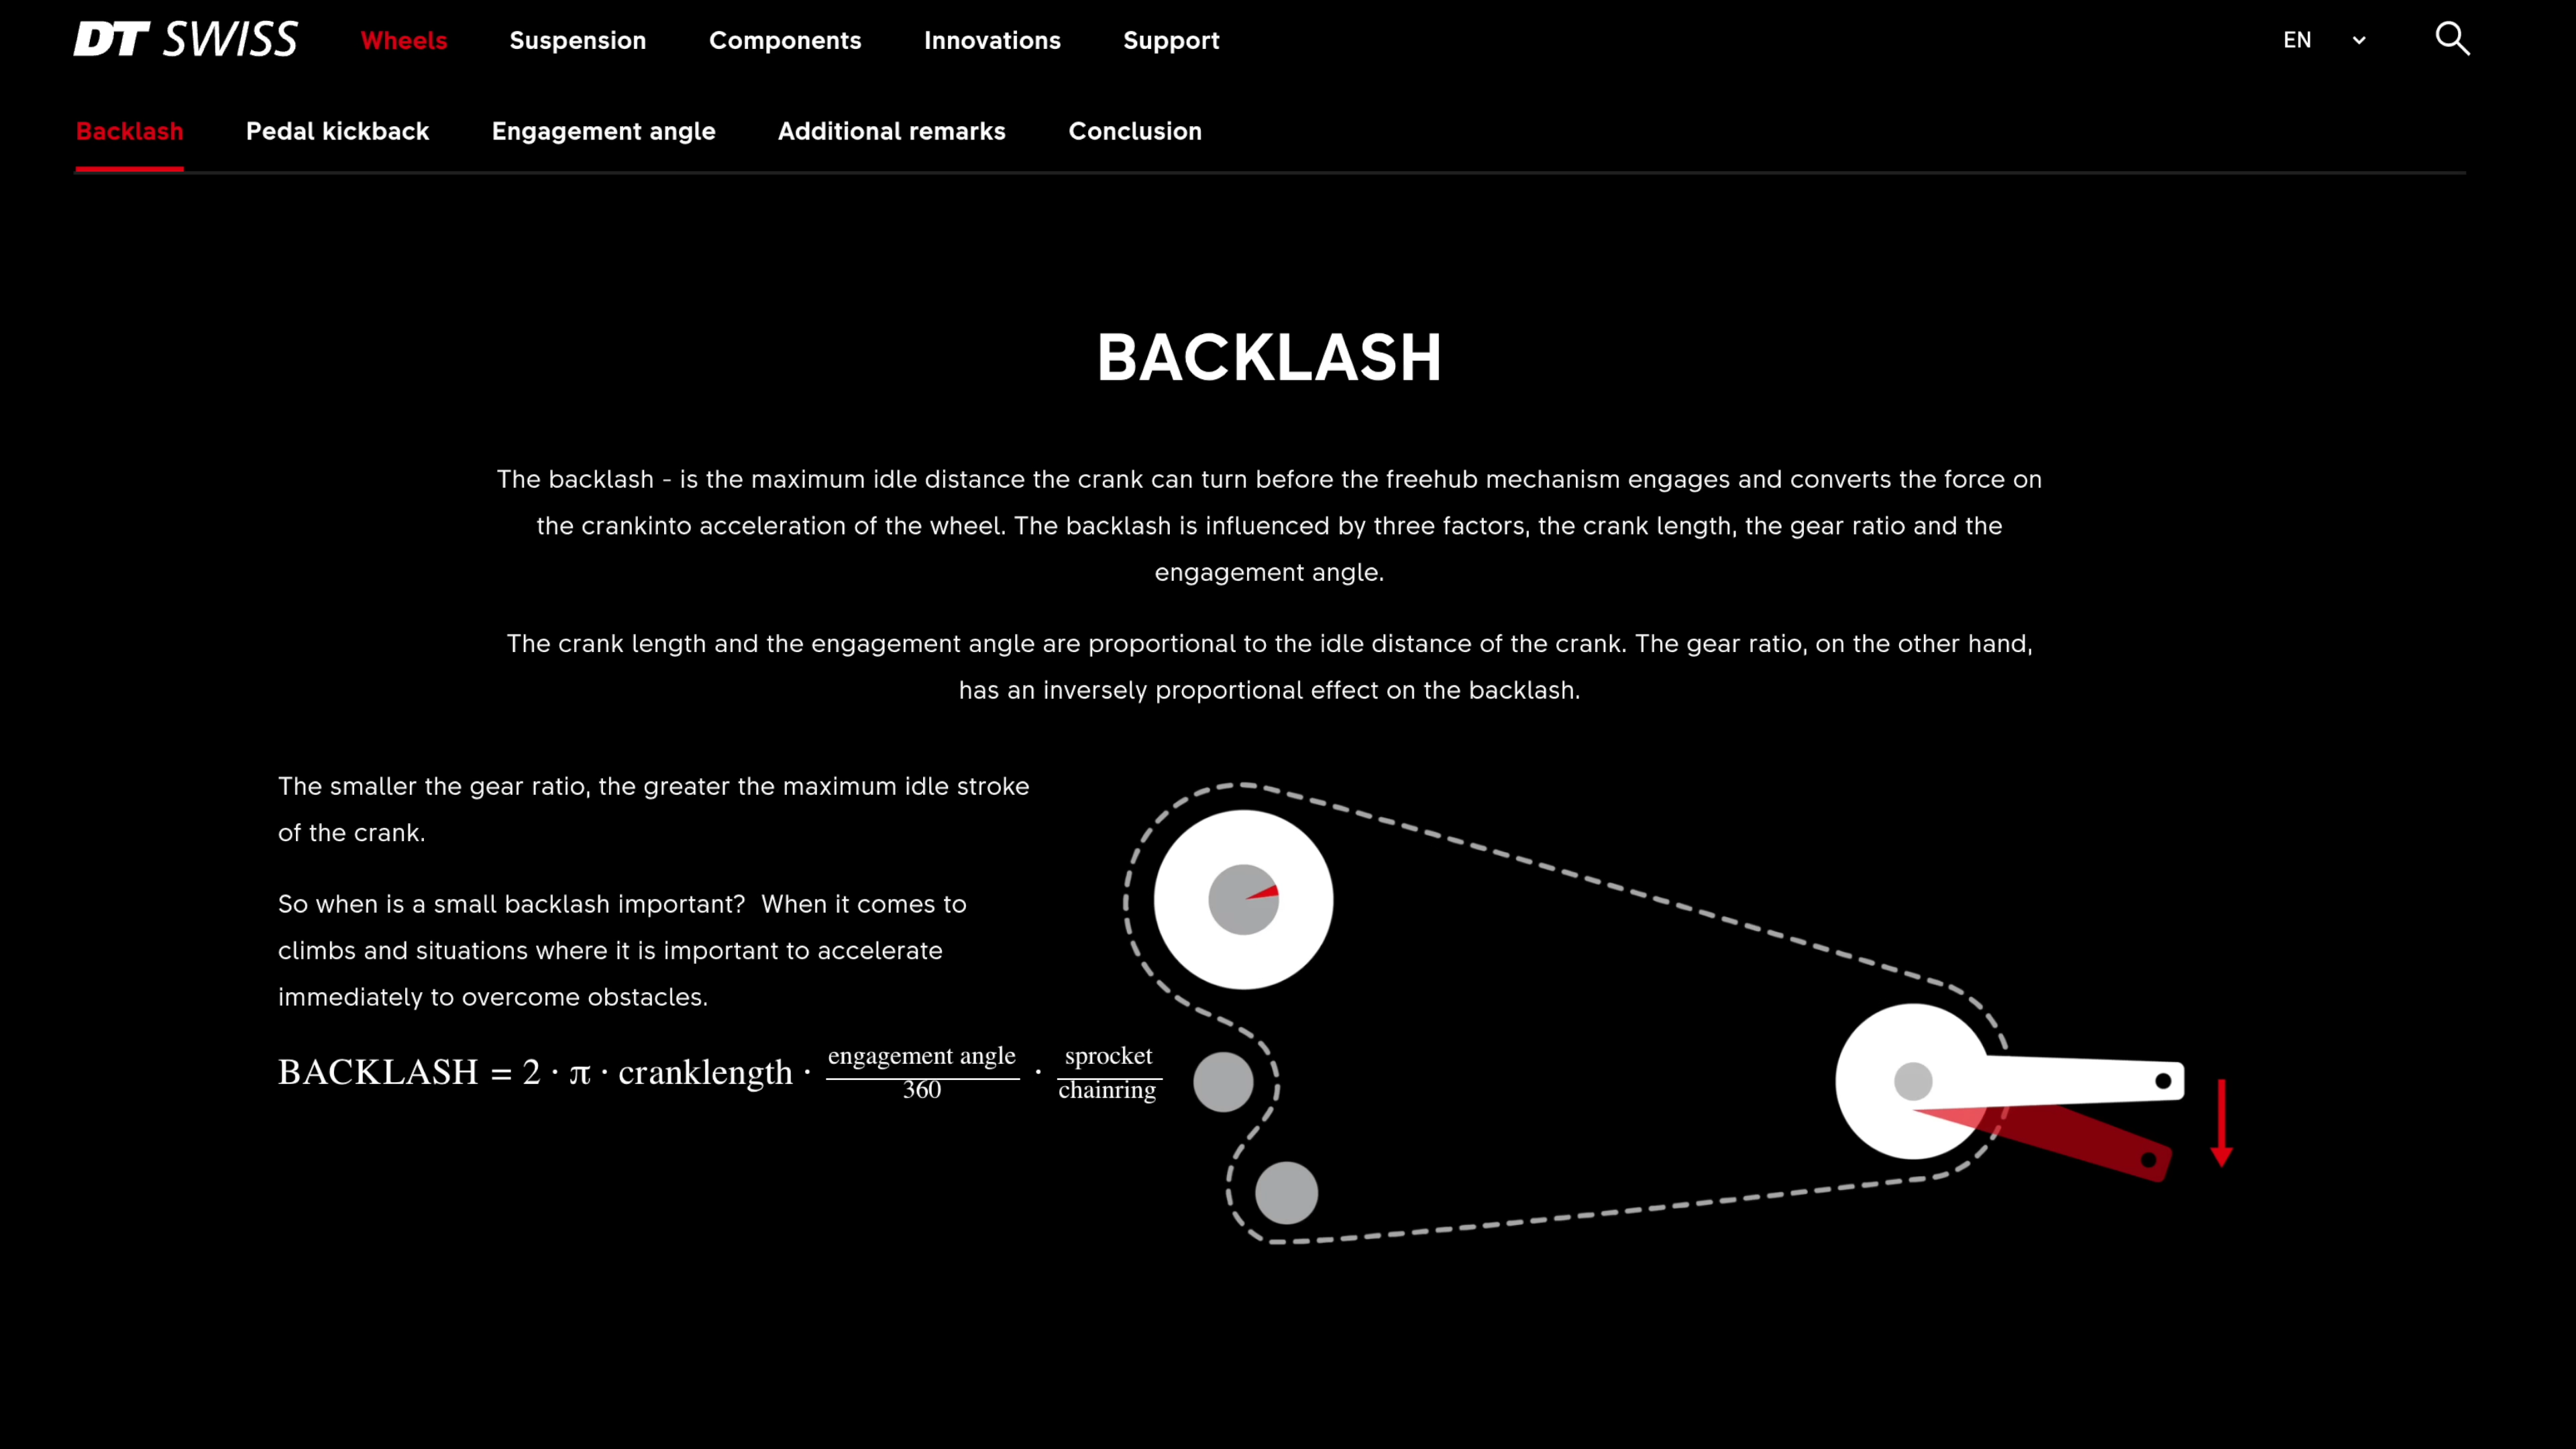 DT SWISS Wheels Suspension Components Innovations Support EN
Backlash Pedal kickback Engagement angle Additional remarks Conclusion
BACKLASH
The backlash - is the maximum idle distance the crank can turn before the freehub mechanism engages and converts the force on
the crankinto acceleration of the wheel. The backlash is influenced by three factors, the crank length, the gear ratio and the
engagement angle.
The crank length and the engagement angle are proportional to the idle distance of the crank. The gear ratio, on the other hand,
has an inversely proportional effect on the backlash.
The smaller the gear ratio, the greater the maximum idle stroke
of the crank.
So when is a small backlash important?  When it comes to
climbs and situations where it is important to accelerate
immediately to overcome obstacles.
BACKLASH = 2 · π · cranklength · engagement angle/360 · sprocket/chainring